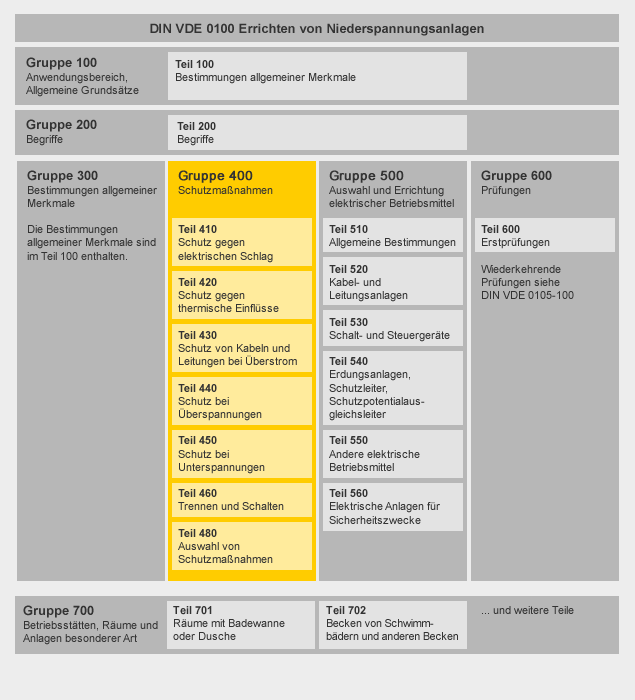 DIN VDE 0100 Errichten von Niederspannungsanlagen
Gruppe 100
Anwendungsbereich,
Allgemeine Grundsätze
Teil 100
Bestimmungen allgemeiner Merkmale
Gruppe 200
Begriffe
Teil 200
Begriffe
Gruppe 300
Bestimmungen allgemeiner
Merkmale
Die Bestimmungen
allgemeiner Merkmale sind
im Teil 100 enthalten.
Gruppe 400
Schutzmaßnahmen
Teil 410
Schutz gegen
elektrischen Schlag
Teil 420
Schutz gegen
thermische Einflüsse
Teil 430
Schutz von Kabeln und
Leitungen bei Überstrom
Teil 440
Schutz bei
Überspannungen
Teil 450
Schutz bei
Unterspannungen
Teil 460
Trennen und Schalten
Teil 480
Auswahl von
Schutzmaßnahmen
Gruppe 500
Auswahl und Errichtung
elektrischer Betriebsmittel
Teil 510
Allgemeine Bestimmungen
Teil 520
Kabel- und
Leitungsanlagen
Teil 530
Schalt- und Steuergeräte
Teil 540
Erdungsanlagen,
Schutzleiter,
Schutzpotentialaus-
gleichsleiter
Teil 550
Andere elektrische
Betriebsmittel
Teil 560
Elektrische Anlagen für
Sicherheitszwecke
Gruppe 600
Prüfungen
Teil 600
Erstprüfungen
Wiederkehrende
Prüfungen siehe
DIN VDE 0105-100
Gruppe 700
Betriebsstätten, Räume und
Anlagen besonderer Art
Teil 701
Räume mit Badewanne
oder Dusche
Teil 702
Becken von Schwimm-
bädern und anderen Becken
... und weitere Teile